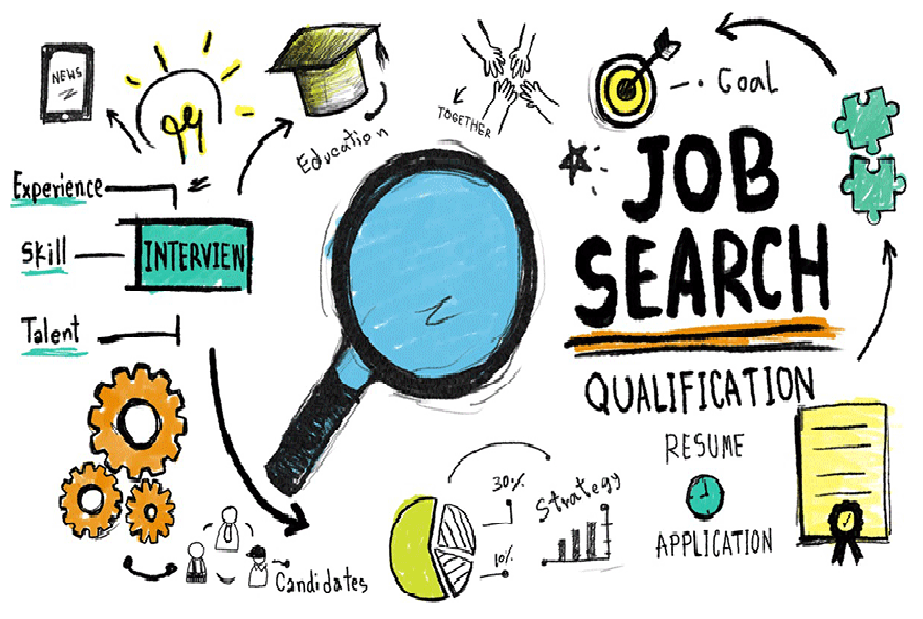 NEWS
Education
TOGETHER
Goal
JOB
SEARCH
Experience
Skill
INTERVIEW
Talent
QUALIFICATION
RESUME
APPLICATION
30%
10%
Strategy
Candidates